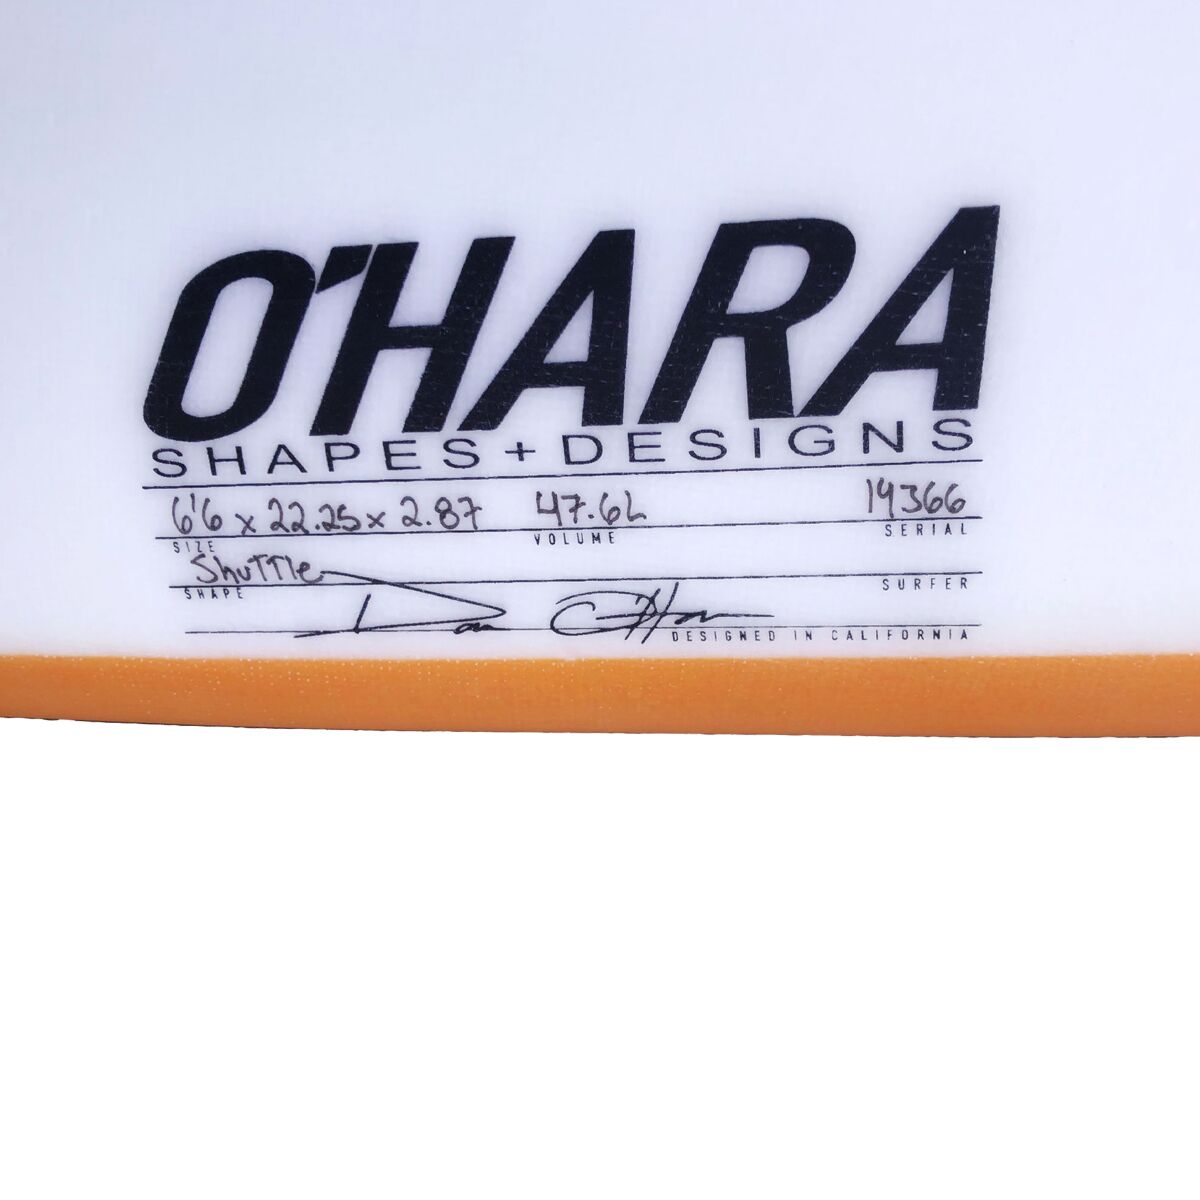 O'HARA
SHAPES+DESIGNS
6'6 x 22.25 x 2.87 47.6L 19366
SIZE VOLUME SERIAL
Shuttle
SHAPE SURFER
DESIGNED IN CALIFORNIA